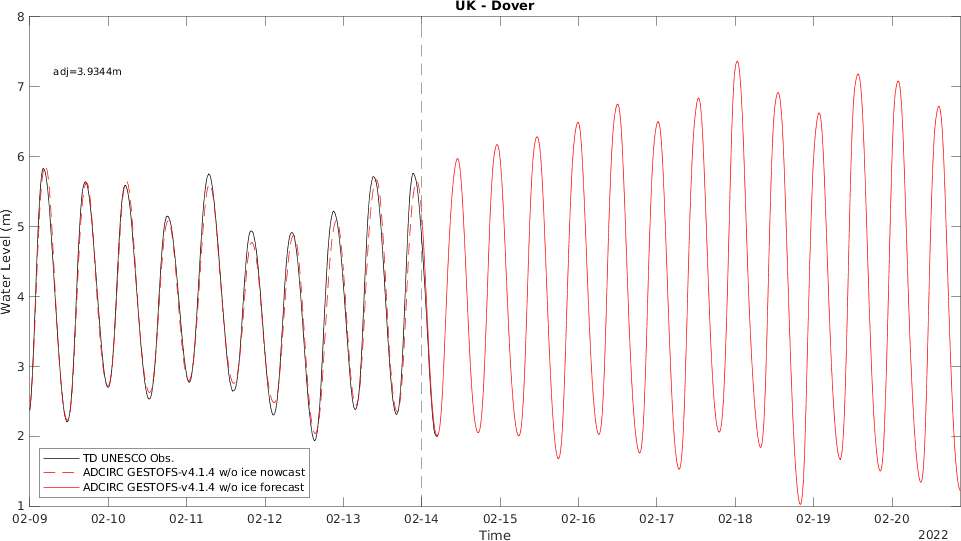 UK - Dover
8
adj=3.9344m
7
6
5
Water Level (m)
4
3
2
TD UNESCO Obs.
ADCIRC GESTOFS-v4.1.4 w/o ice nowcast
ADCIRC GESTOFS-v4.1.4 w/o ice forecast
1
02-09 02-10 02-11 02-12 02-13 02-14 02-15 02-16 02-17 02-18 02-19 02-20
Time
2022